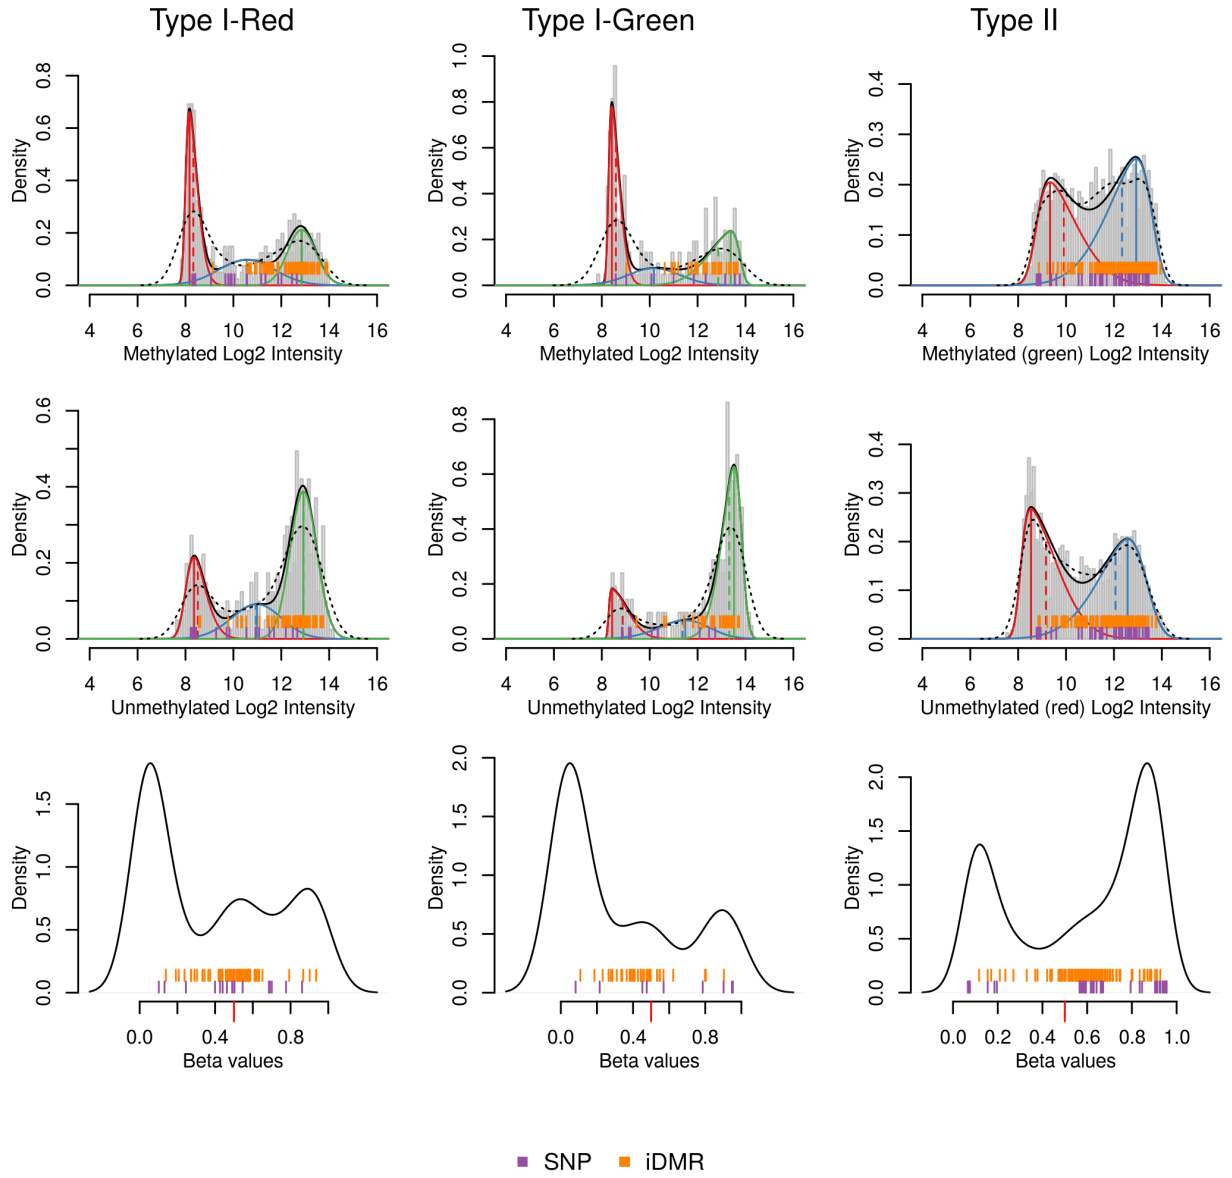 Type I-Red Type I-Green Type II
Density
0.0 0.2 0.4 0.6 0.8
4 6 8 10 12 14 16
Methylated Log2 Intensity
Density
0.0 0.2 0.4 0.6 0.8 1.0
4 6 8 10 12 14 16
Methylated Log2 Intensity
Density
0.0 0.1 0.2 0.3 0.4
4 6 8 10 12 14 16
Methylated (green) Log2 Intensity
Density
0.0 0.2 0.4 0.6
4 6 8 10 12 14 16
Unmethylated Log2 Intensity
Density
0.0 0.2 0.4 0.6 0.8
4 6 8 10 12 14 16
Unmethylated Log2 Intensity
Density
0.0 0.1 0.2 0.3 0.4
4 6 8 10 12 14 16
Unmethylated (red) Log2 Intensity
Density
0.0 0.5 1.0 1.5
0.0 0.4 0.8
Beta values
Density
0.0 0.5 1.0 1.5 2.0
0.0 0.4 0.8
Beta values
Density
0.0 0.5 1.0 1.5 2.0
0.0 0.2 0.4 0.6 0.8 1.0
Beta values
SNP iDMR